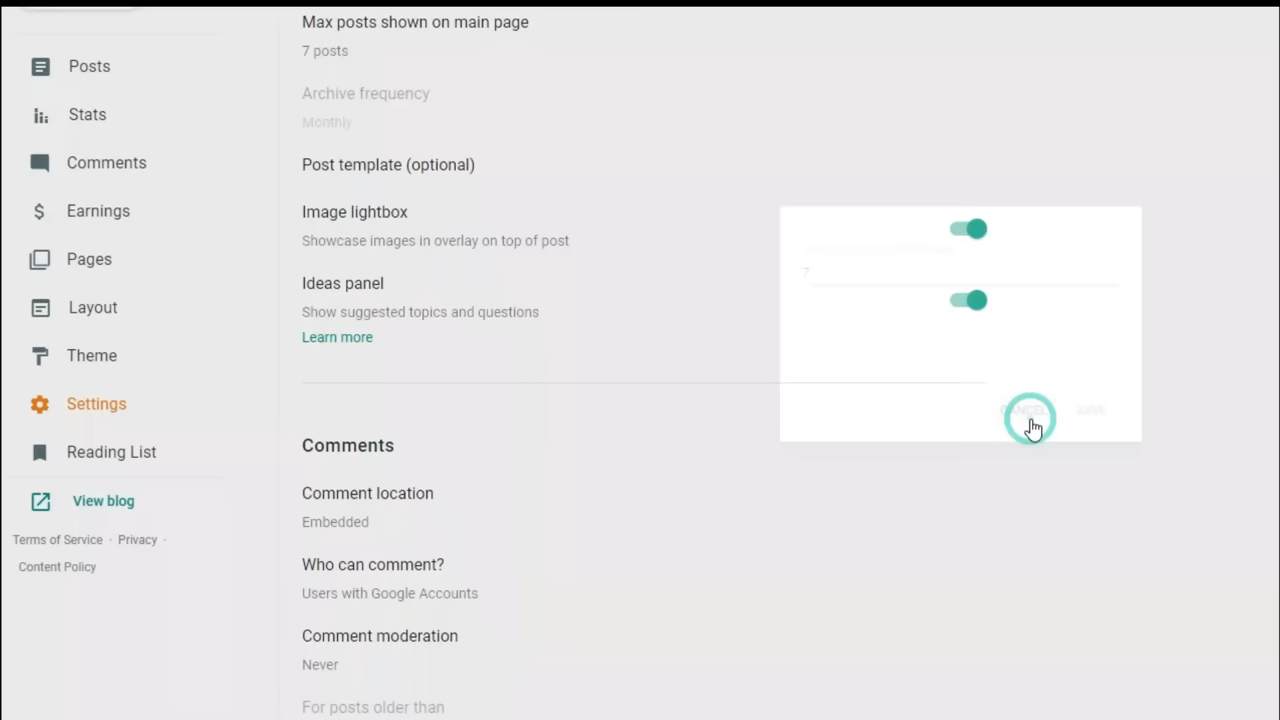 Posts
Stats
Comments
Earnings
Pages
Layout
Theme
Settings
Reading List
View blog
Terms of Service · Privacy ·
Content Policy
Max posts shown on main page
7 posts
Archive frequency
Monthly
Post template (optional)
Image lightbox
Showcase images in overlay on top of post
Ideas panel
Show suggested topics and questions
Learn more
Comments
Comment location
Embedded
Who can comment?
Users with Google Accounts
Comment moderation
Never
For posts older than
7
CANCEL SAVE